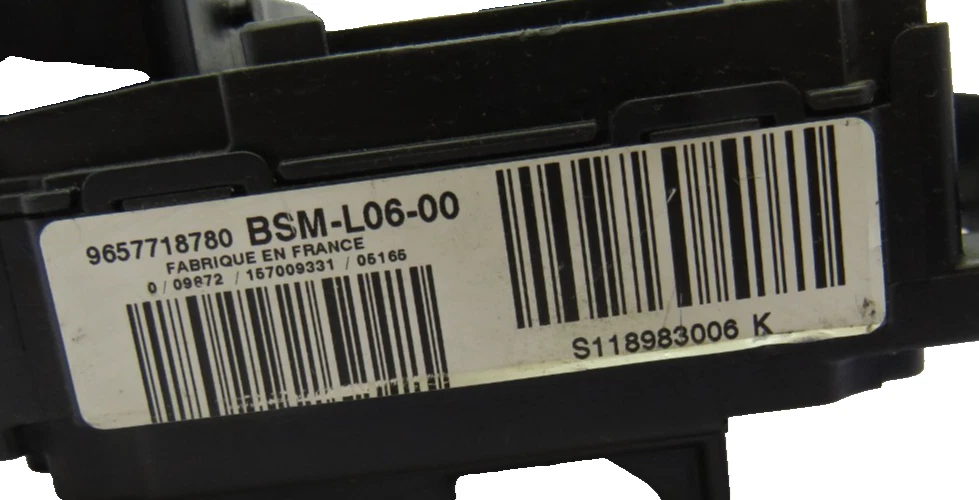 9657718780 BSM-L06-00
FABRIQUE EN FRANCE
0 / 09872 / 157009331 / 05165
S118983006 K